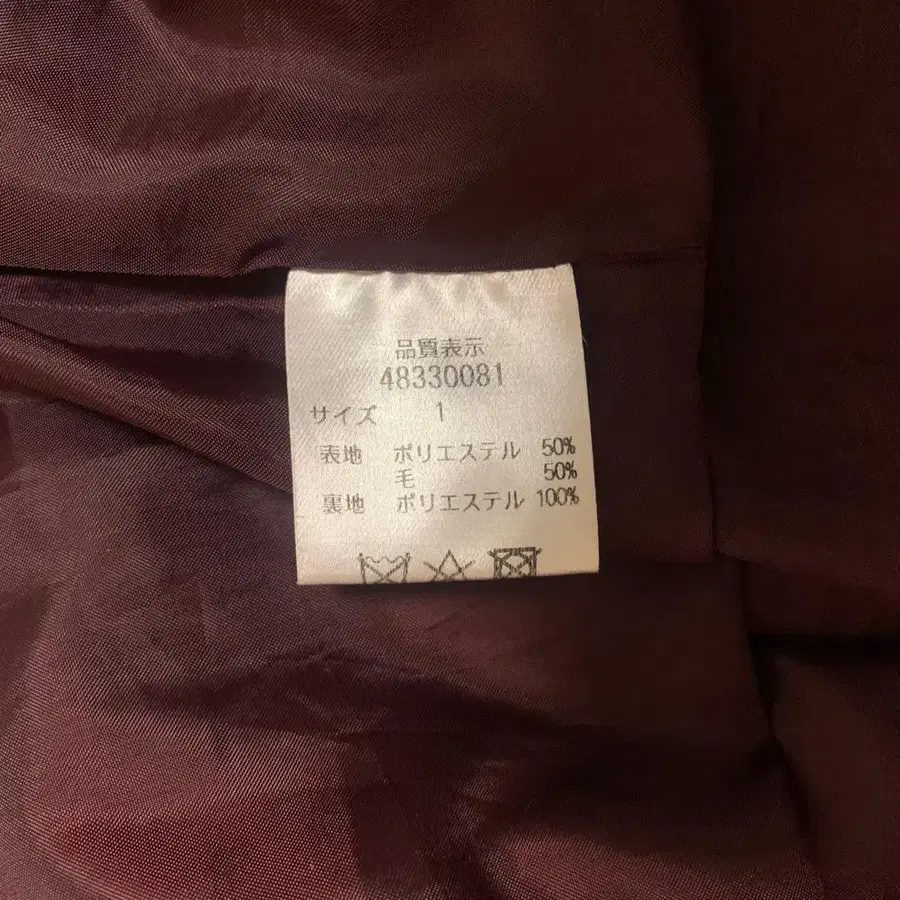 品質表示
48330081
サイズ 1
表地 ポリエステル 50%
毛 50%
裏地 ポリエステル 100%